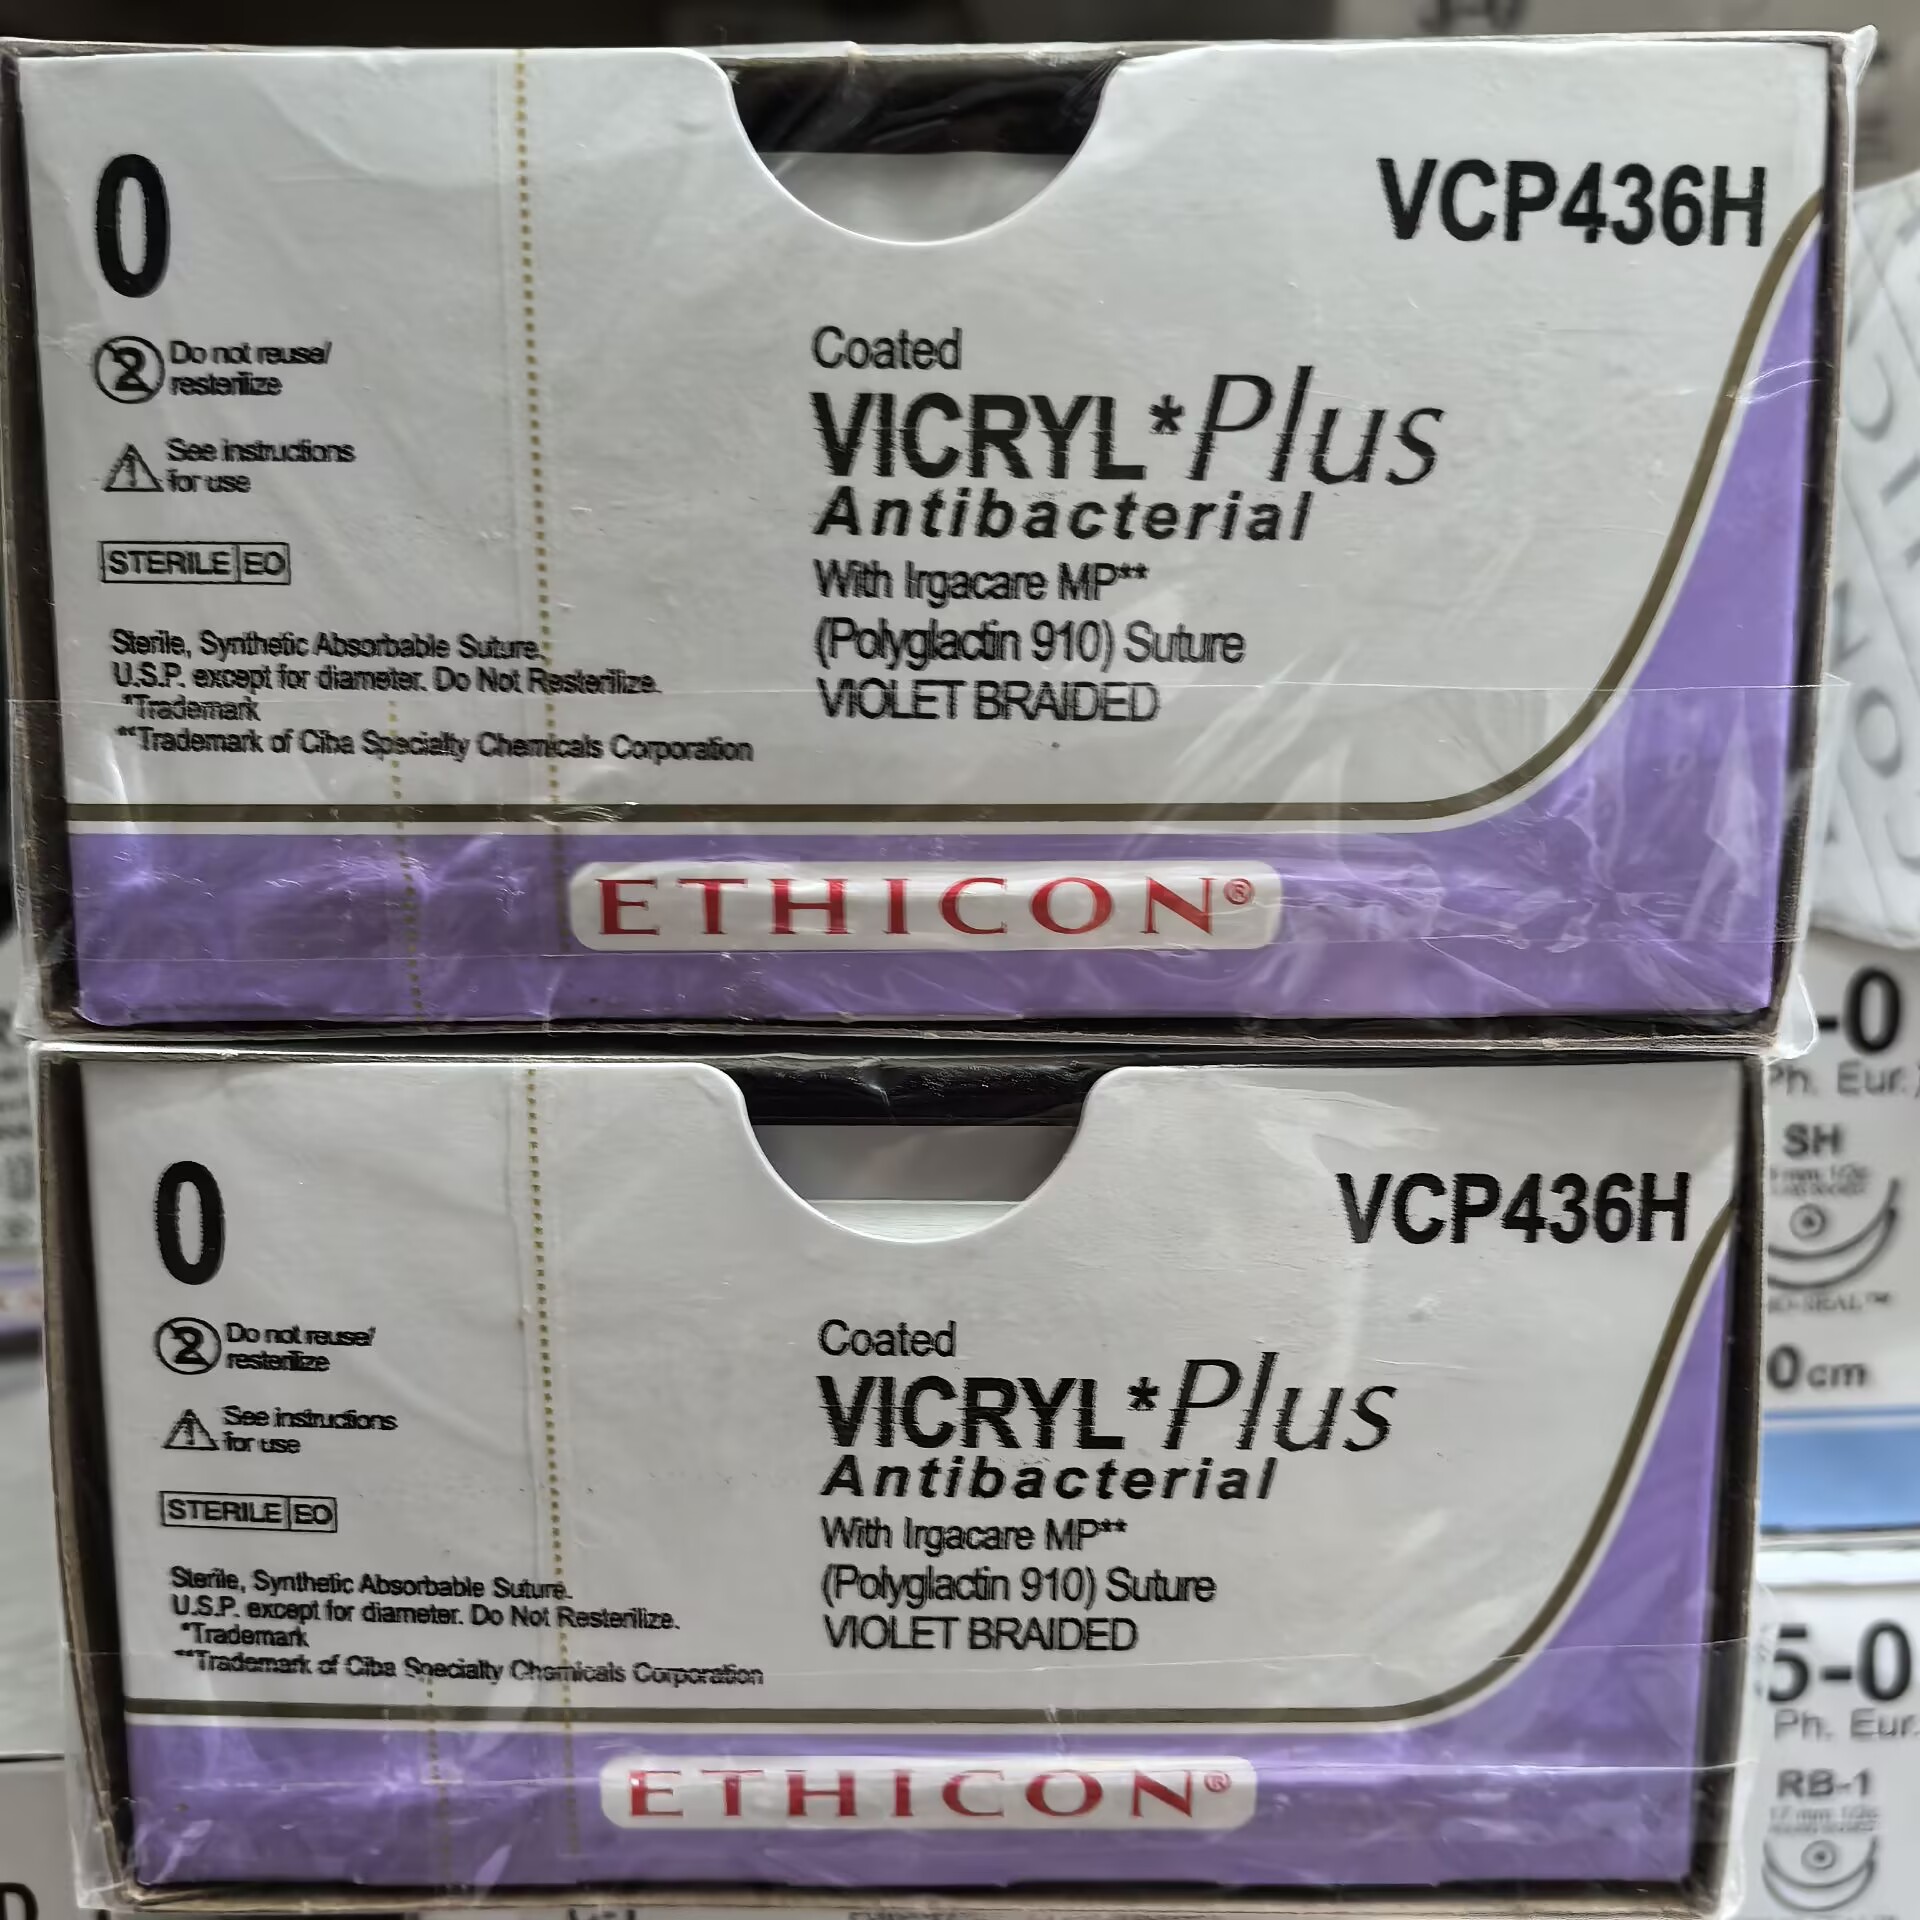 0
VCP436H
Do not reuse/
resterilize
See instructions
for use
STERILE EO
Sterile, Synthetic Absorbable Suture.
U.S.P. except for diameter. Do Not Resterilize.
*Trademark
**Trademark of Ciba Specialty Chemicals Corporation
Coated
VICRYL*Plus
Antibacterial
With Irgacare MP**
(Polyglactin 910) Suture
VIOLET BRAIDED
ETHICON®
0
VCP436H
Do not reuse/
resterilize
See instructions
for use
STERILE EO
Sterile, Synthetic Absorbable Suture.
U.S.P. except for diameter. Do Not Resterilize.
*Trademark
**Trademark of Ciba Specialty Chemicals Corporation
Coated
VICRYL*Plus
Antibacterial
With Irgacare MP**
(Polyglactin 910) Suture
VIOLET BRAIDED
ETHICON®
-0
Ph. Eur.
SH
0 cm
5-0
Ph. Eur.
RB-1